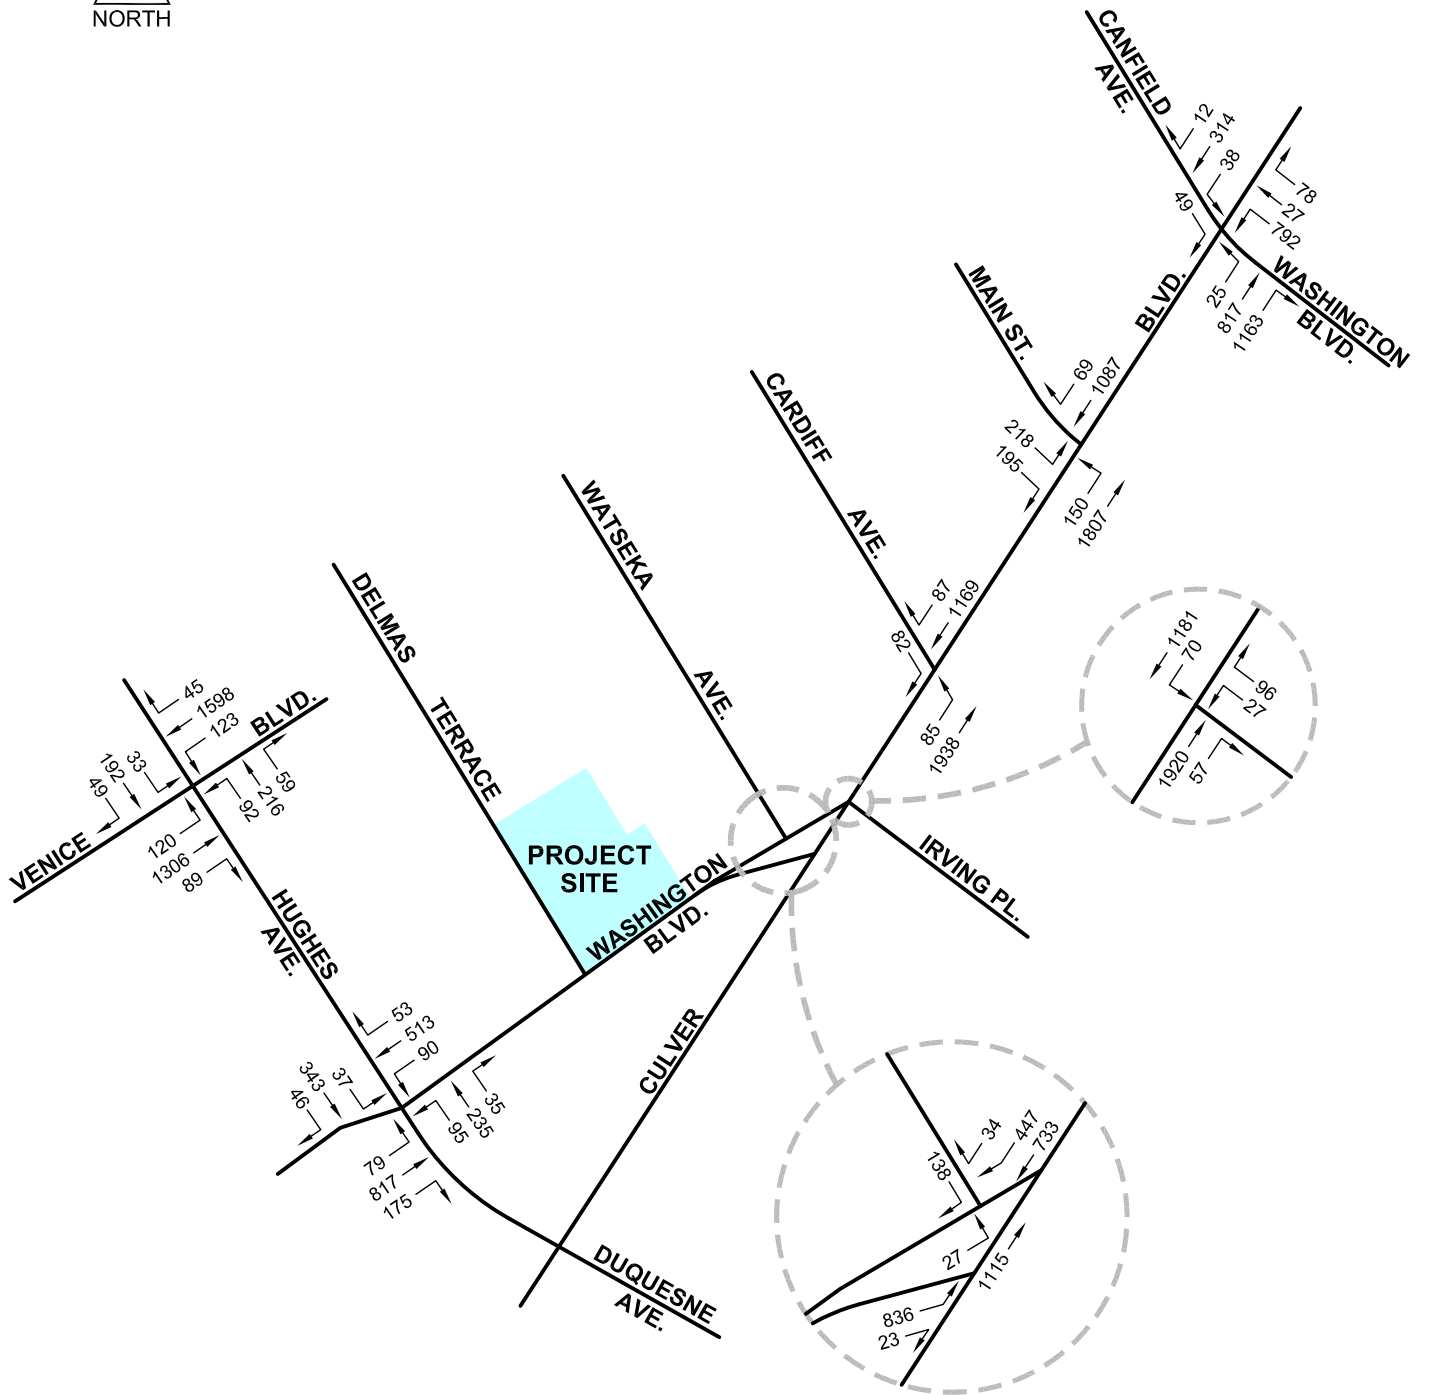 NORTH
CANFIELD
AVE.
12
314
38
49
78
27
792
25
817
1163
WASHINGTON
BLVD.
BLVD.
MAIN ST.
69
1087
218
195
150
1807
CARDIFF
AVE.
87
1169
82
85
1938
WATSEKA
AVE.
DELMAS
TERRACE
1181
70
96
27
1920
57
45
1598
123
BLVD.
33
192
49
59
216
92
120
1306
89
VENICE
HUGHES
AVE.
PROJECT
SITE
WASHINGTON
BLVD.
IRVING PL.
CULVER
53
513
90
37
343
46
35
235
95
79
817
175
DUQUESNE
AVE.
34
447
733
138
27
1115
836
23